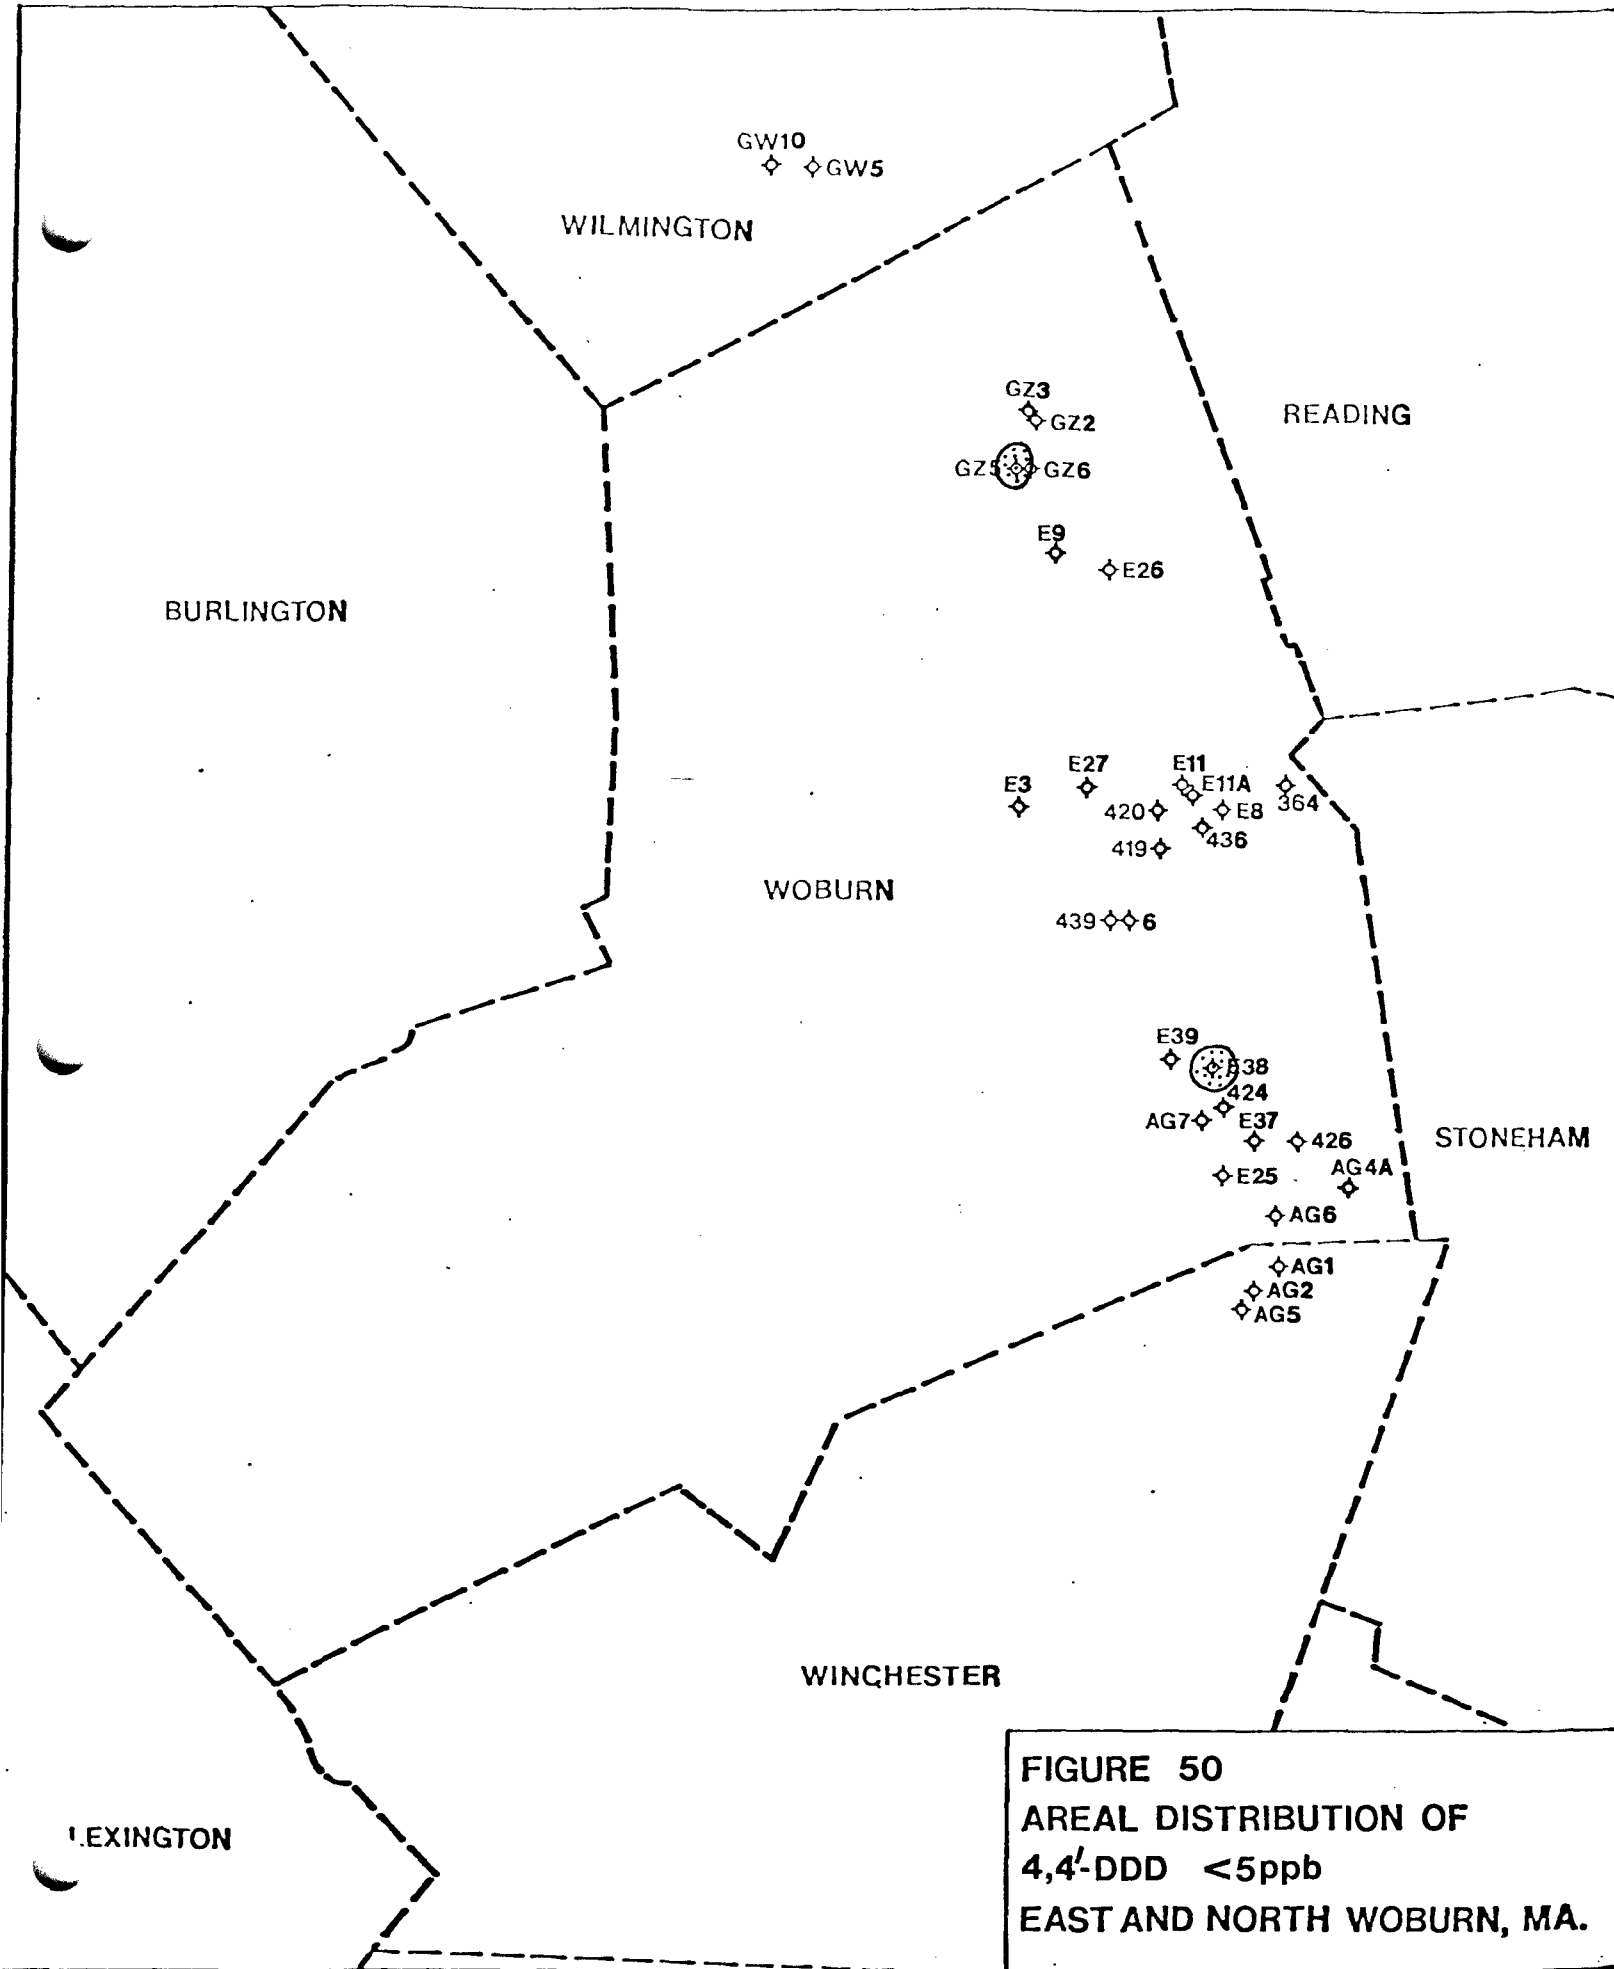 GW10
GW5
WILMINGTON
GZ3
GZ2
READING
GZ5
GZ6
E9
E26
BURLINGTON
E27
E11
E3
E11A
420
E8
364
436
419
WOBURN
439
6
E39
E38
424
AG7
E37
426
STONEHAM
AG4A
E25
AG6
AG1
AG2
AG5
WINCHESTER
LEXINGTON
FIGURE 50
AREAL DISTRIBUTION OF
4,4'-DDD <5ppb
EAST AND NORTH WOBURN, MA.